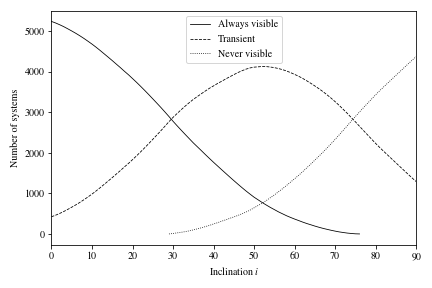 Always visible
Transient
Never visible
5000
4000
3000
2000
1000
0
Number of systems
0 10 20 30 40 50 60 70 80 90
Inclination i